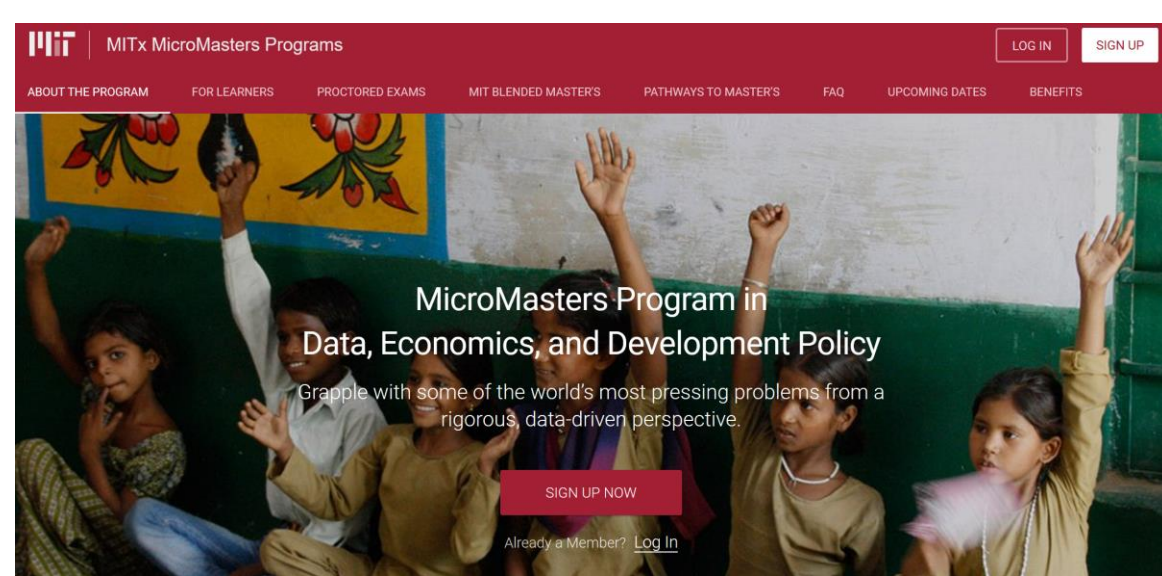 MIT
MITx MicroMasters Programs
LOG IN
SIGN UP
ABOUT THE PROGRAM
FOR LEARNERS
PROCTORED EXAMS
MIT BLENDED MASTER'S
PATHWAYS TO MASTER'S
FAQ
UPCOMING DATES
BENEFITS
MicroMasters Program in
Data, Economics, and Development Policy
Grapple with some of the world's most pressing problems from a
rigorous, data-driven perspective.
SIGN UP NOW
Already a Member? Log In